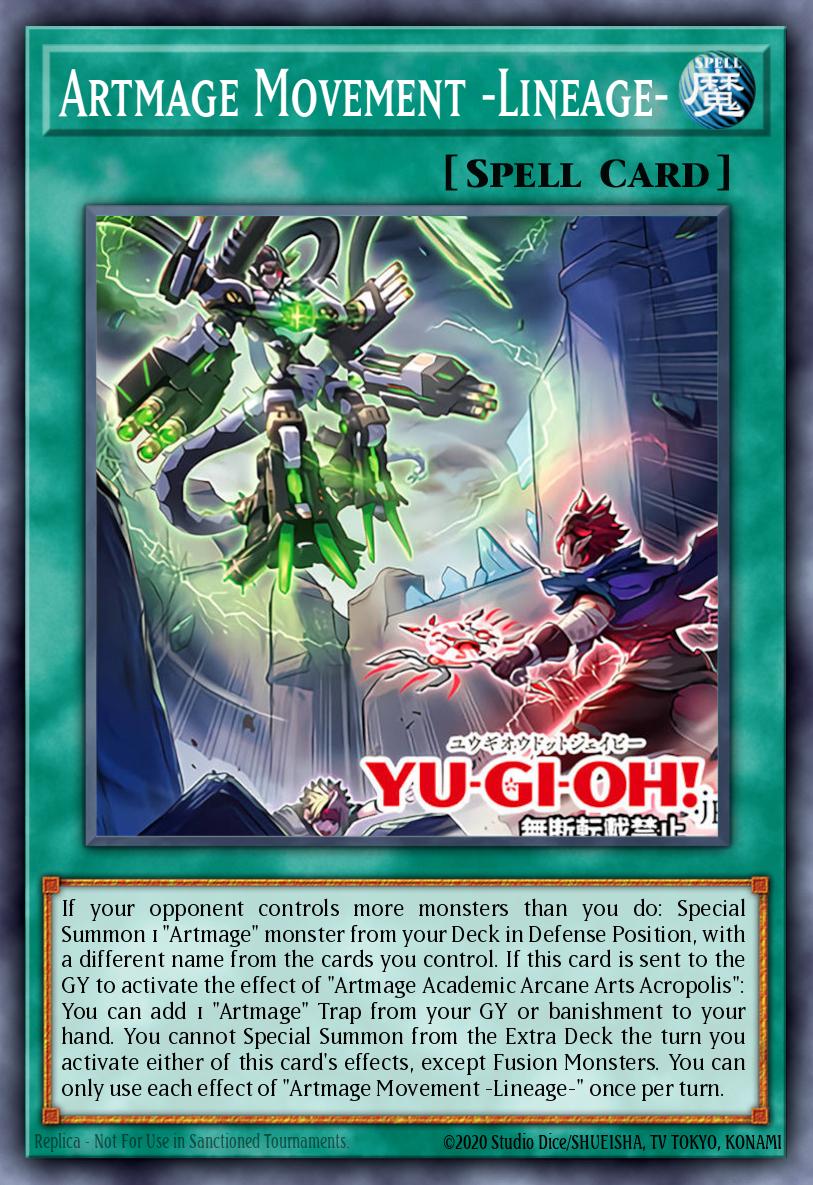 Artmage Movement -Lineage-
SPELL
魔
[ Spell Card ]
ユウギオウドットジェイピー
YU-GI-OH!
.jp
無断転載禁止
If your opponent controls more monsters than you do: Special
Summon 1 "Artmage" monster from your Deck in Defense Position, with
a different name from the cards you control. If this card is sent to the
GY to activate the effect of "Artmage Academic Arcane Arts Acropolis":
You can add 1 "Artmage" Trap from your GY or banishment to your
hand. You cannot Special Summon from the Extra Deck the turn you
activate either of this card's effects, except Fusion Monsters. You can
only use each effect of "Artmage Movement -Lineage-" once per turn.
Replica - Not For Use in Sanctioned Tournaments.
©2020 Studio Dice/SHUEISHA, TV TOKYO, KONAMI